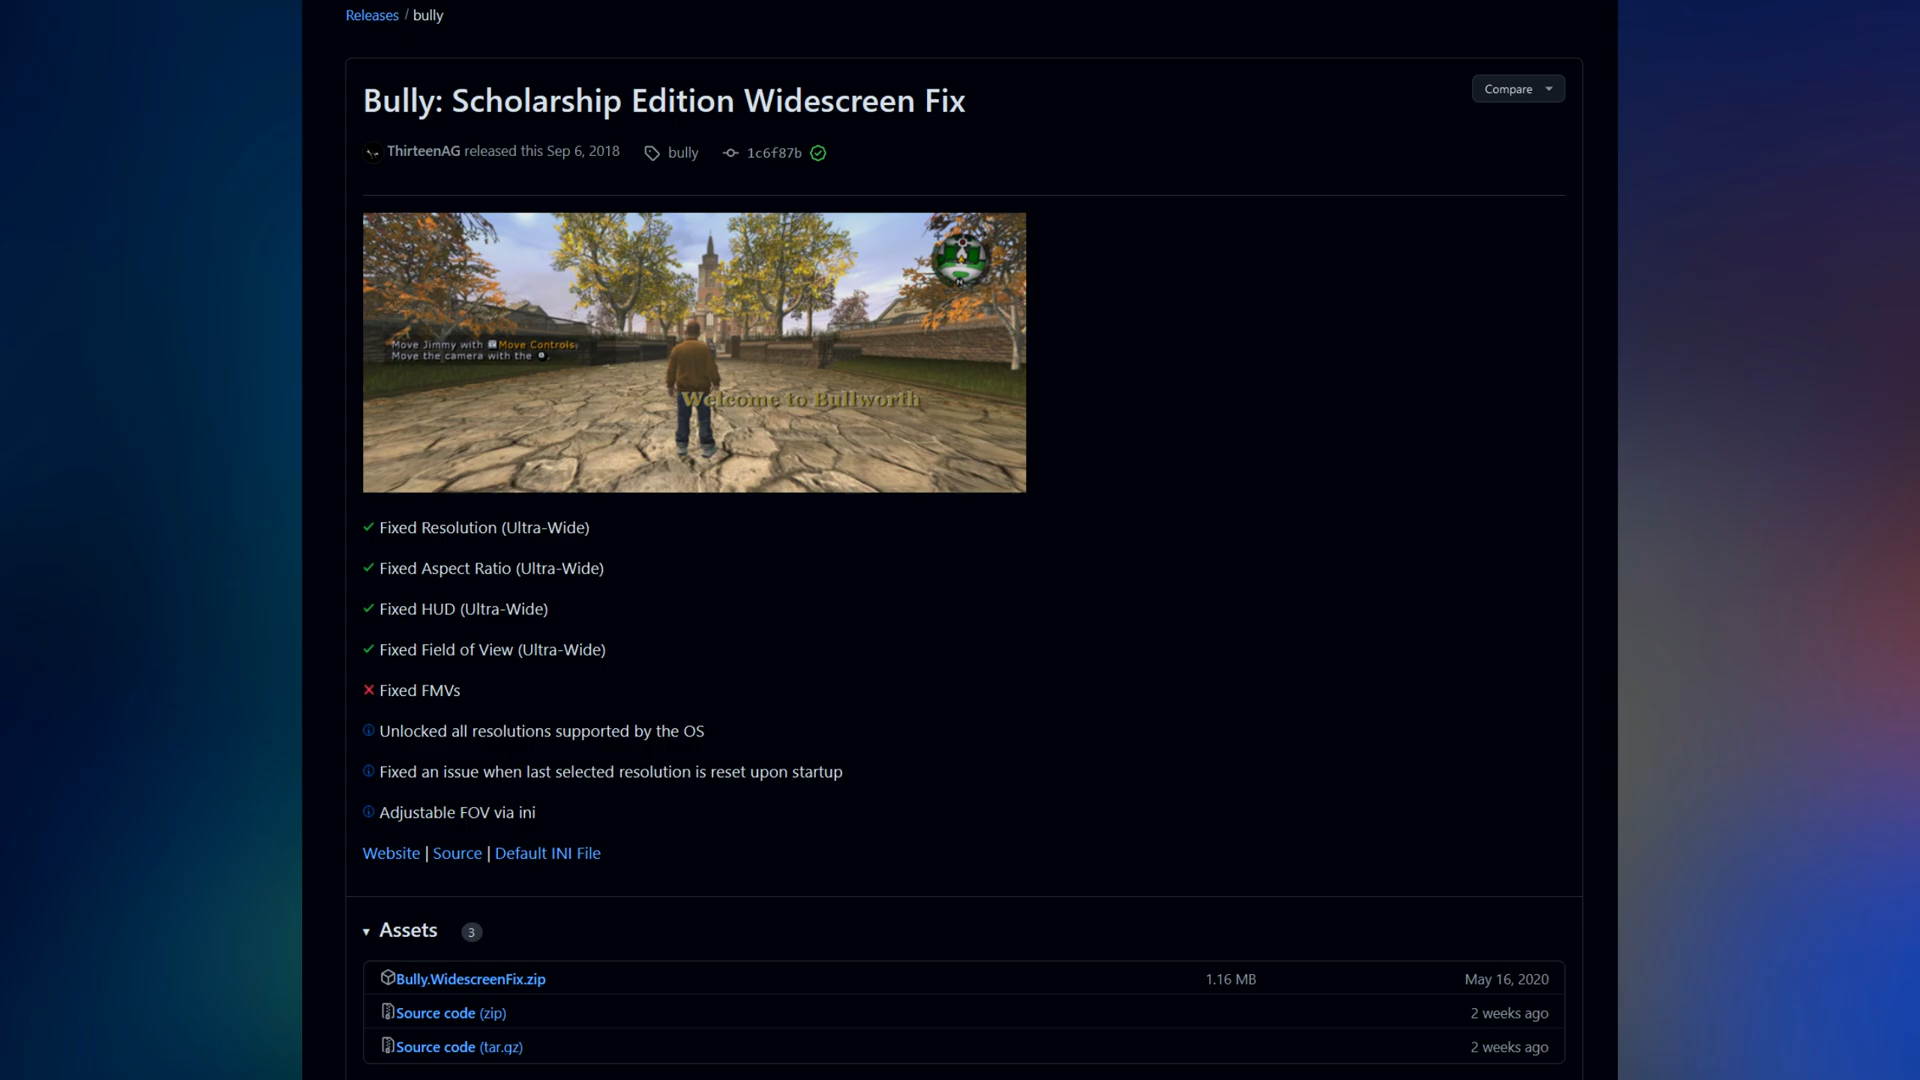 Releases / bully
Bully: Scholarship Edition Widescreen Fix
Compare
ThirteenAG released this Sep 6, 2018 bully 1c6f87b
Move Jimmy with Move Controls.
Move the camera with the .
Welcome to Bullworth
N
Fixed Resolution (Ultra-Wide)
Fixed Aspect Ratio (Ultra-Wide)
Fixed HUD (Ultra-Wide)
Fixed Field of View (Ultra-Wide)
Fixed FMVs
Unlocked all resolutions supported by the OS
Fixed an issue when last selected resolution is reset upon startup
Adjustable FOV via ini
Website | Source | Default INI File
Assets 3
Bully.WidescreenFix.zip 1.16 MB May 16, 2020
Source code (zip) 2 weeks ago
Source code (tar.gz) 2 weeks ago